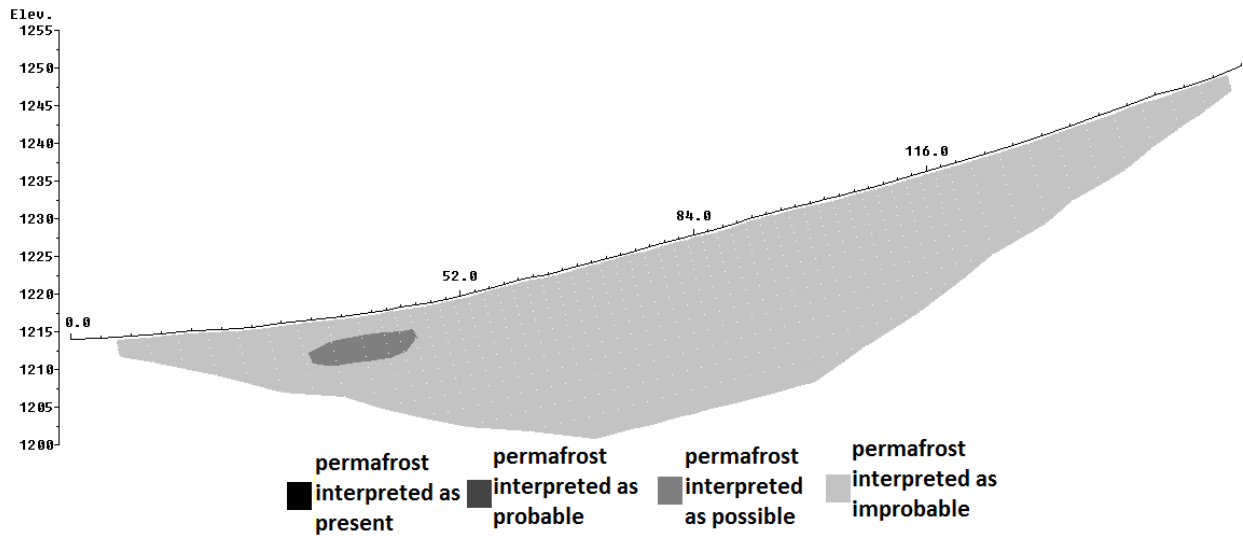 Elev.
1255
1250
1245
1240
1235
1230
1225
1220
1215
1210
1205
1200
0.0
52.0
84.0
116.0
permafrost
interpreted as
present
permafrost
interpreted as
probable
permafrost
interpreted
as possible
permafrost
interpreted as
improbable